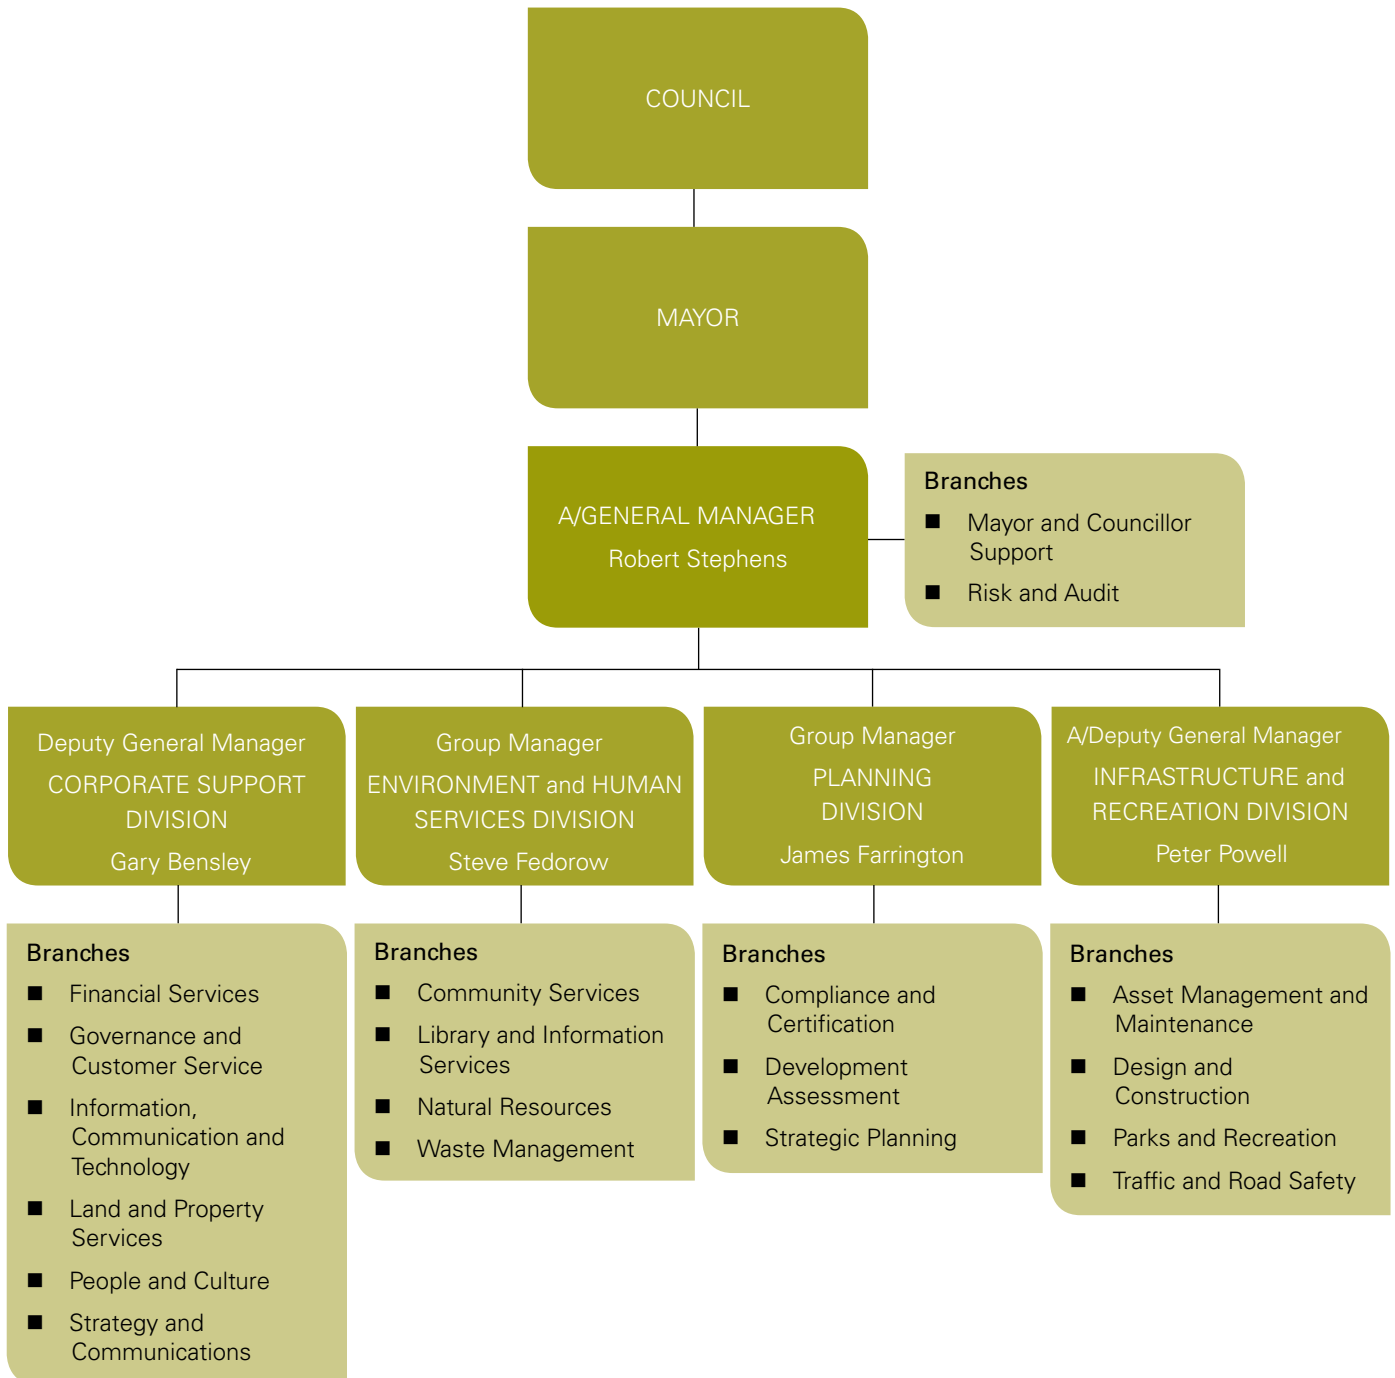 COUNCIL
MAYOR
A/GENERAL MANAGER
Robert Stephens
Branches
■ Mayor and Councillor
Support
■ Risk and Audit
Deputy General Manager
CORPORATE SUPPORT
DIVISION
Gary Bensley
Group Manager
ENVIRONMENT and HUMAN
SERVICES DIVISION
Steve Fedorow
Group Manager
PLANNING
DIVISION
James Farrington
A/Deputy General Manager
INFRASTRUCTURE and
RECREATION DIVISION
Peter Powell
Branches
■ Financial Services
■ Governance and
Customer Service
■ Information,
Communication and
Technology
■ Land and Property
Services
■ People and Culture
■ Strategy and
Communications
Branches
■ Community Services
■ Library and Information
Services
■ Natural Resources
■ Waste Management
Branches
■ Compliance and
Certification
■ Development
Assessment
■ Strategic Planning
Branches
■ Asset Management and
Maintenance
■ Design and
Construction
■ Parks and Recreation
■ Traffic and Road Safety